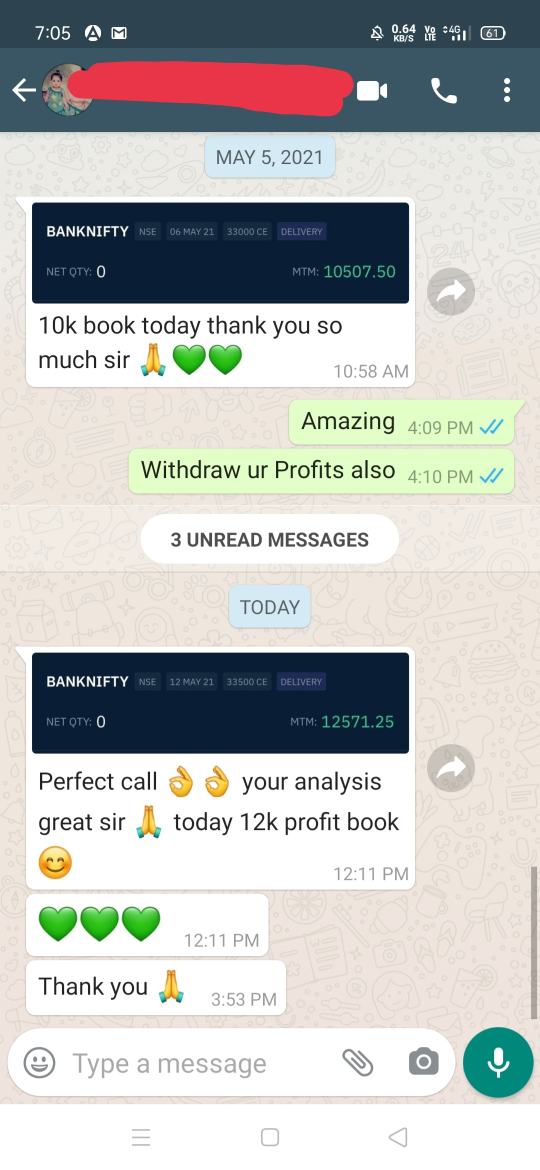 7:05
0.64
KB/S
Vo
LTE
4G
61
MAY 5, 2021
BANKNIFTY NSE 06 MAY 21 33000 CE DELIVERY
NET QTY: 0 MTM: 10507.50
10k book today thank you so
much sir 🙏💚💚 10:58 AM
Amazing 4:09 PM
Withdraw ur Profits also 4:10 PM
3 UNREAD MESSAGES
TODAY
BANKNIFTY NSE 12 MAY 21 33500 CE DELIVERY
NET QTY: 0 MTM: 12571.25
Perfect call 👌👌 your analysis
great sir 🙏 today 12k profit book
😊 12:11 PM
💚💚💚 12:11 PM
Thank you 🙏 3:53 PM
Type a message